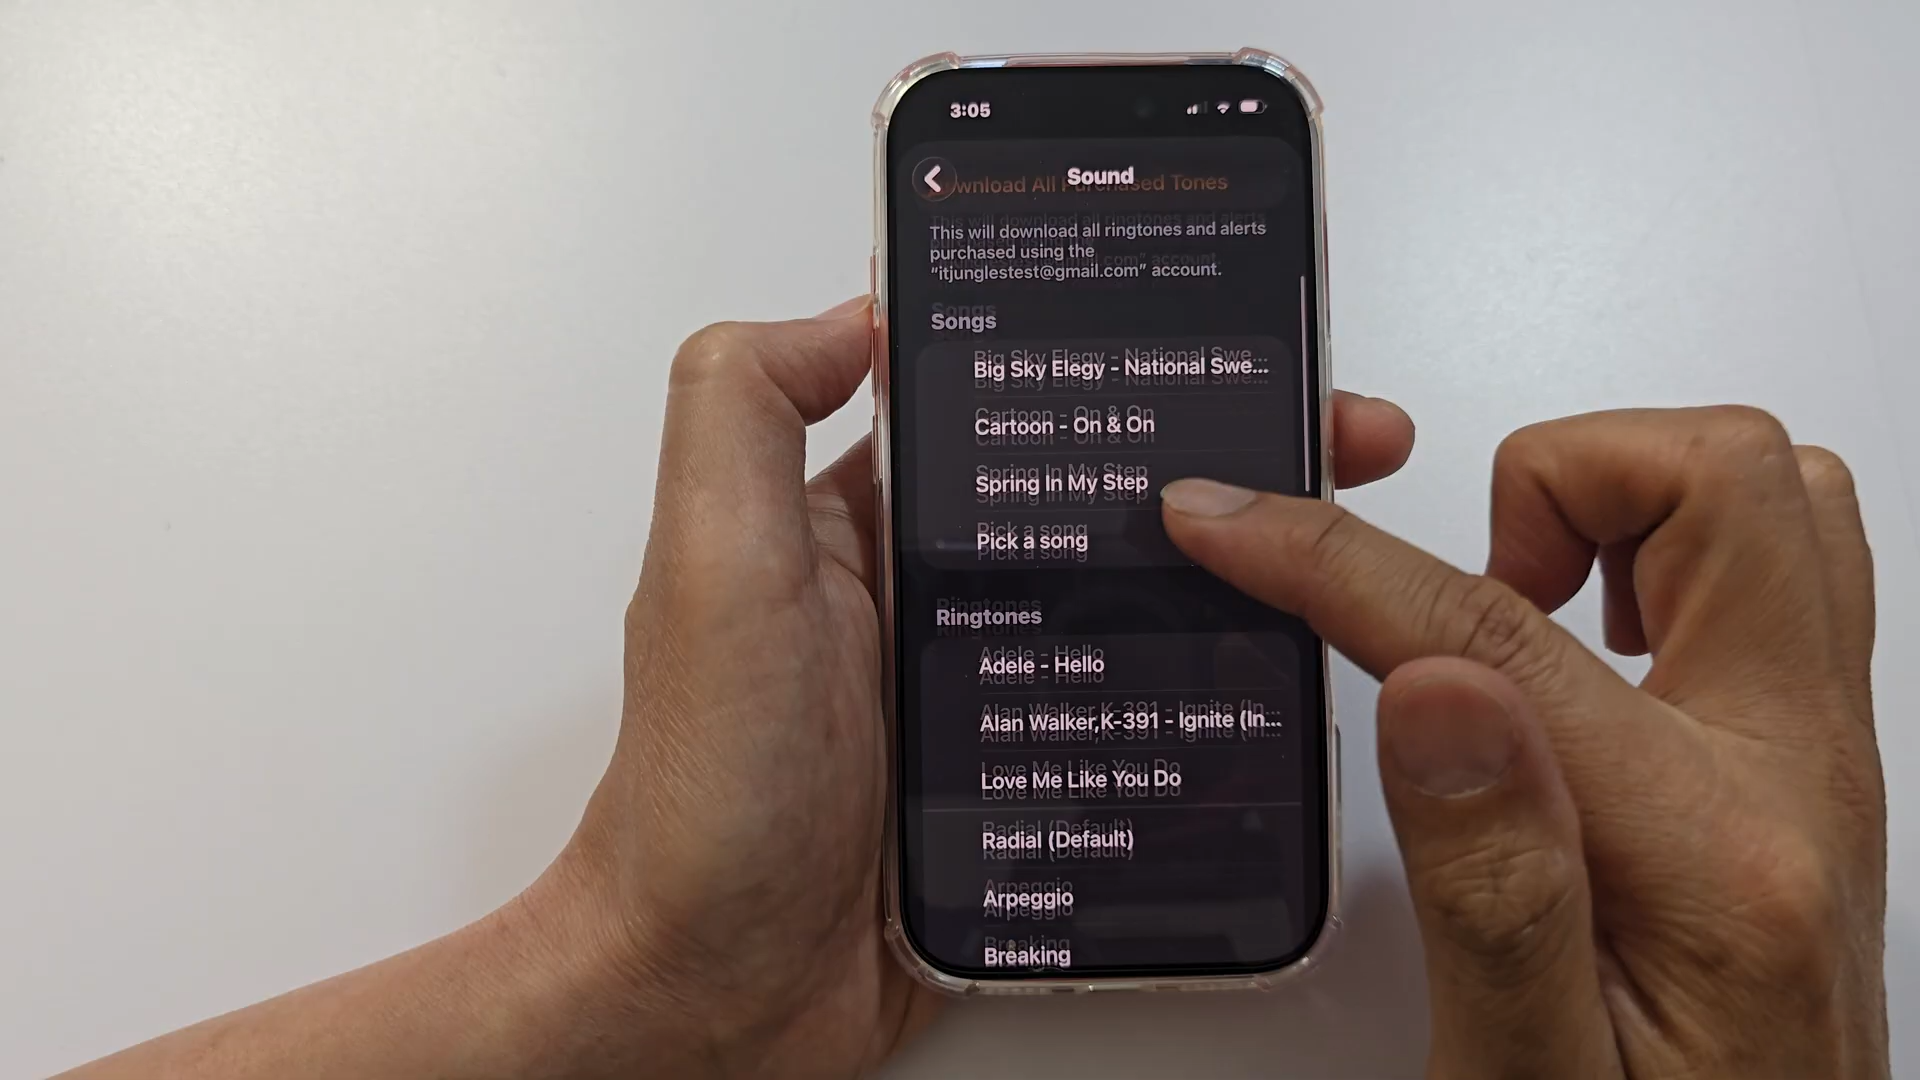 3:05
Sound
ownload All Purchased Tones
This will download all ringtones and alerts
purchased using the
“itjunglestest@gmail.com” account.
Songs
Big Sky Elegy - National Swe...
Cartoon - On & On
Spring In My Step
Pick a song
Ringtones
Adele - Hello
Alan Walker,K-391 - Ignite (In...
Love Me Like You Do
Radial (Default)
Arpeggio
Breaking